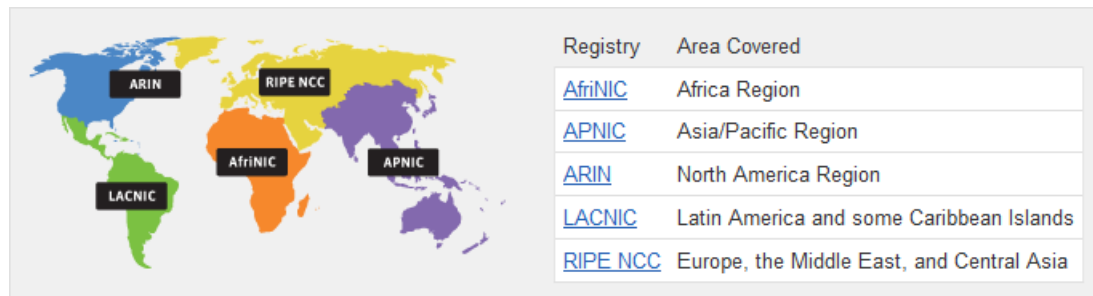 ARIN
RIPE NCC
AfriNIC
APNIC
LACNIC
Registry Area Covered
AfriNIC Africa Region
APNIC Asia/Pacific Region
ARIN North America Region
LACNIC Latin America and some Caribbean Islands
RIPE NCC Europe, the Middle East, and Central Asia